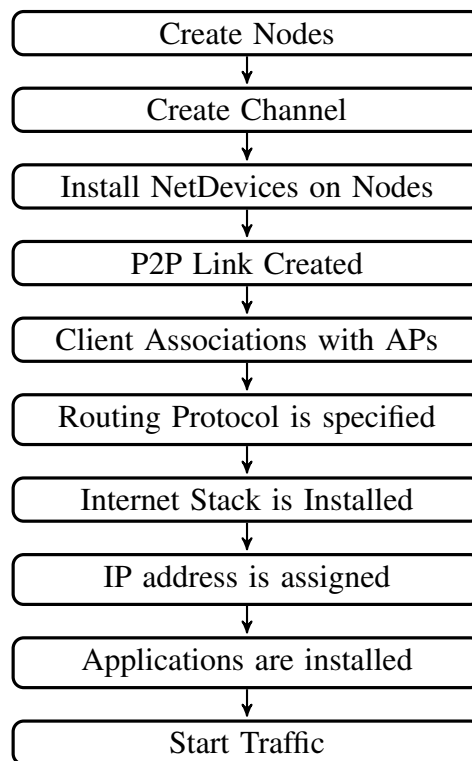 Create Nodes
Create Channel
Install NetDevices on Nodes
P2P Link Created
Client Associations with APs
Routing Protocol is specified
Internet Stack is Installed
IP address is assigned
Applications are installed
Start Traffic